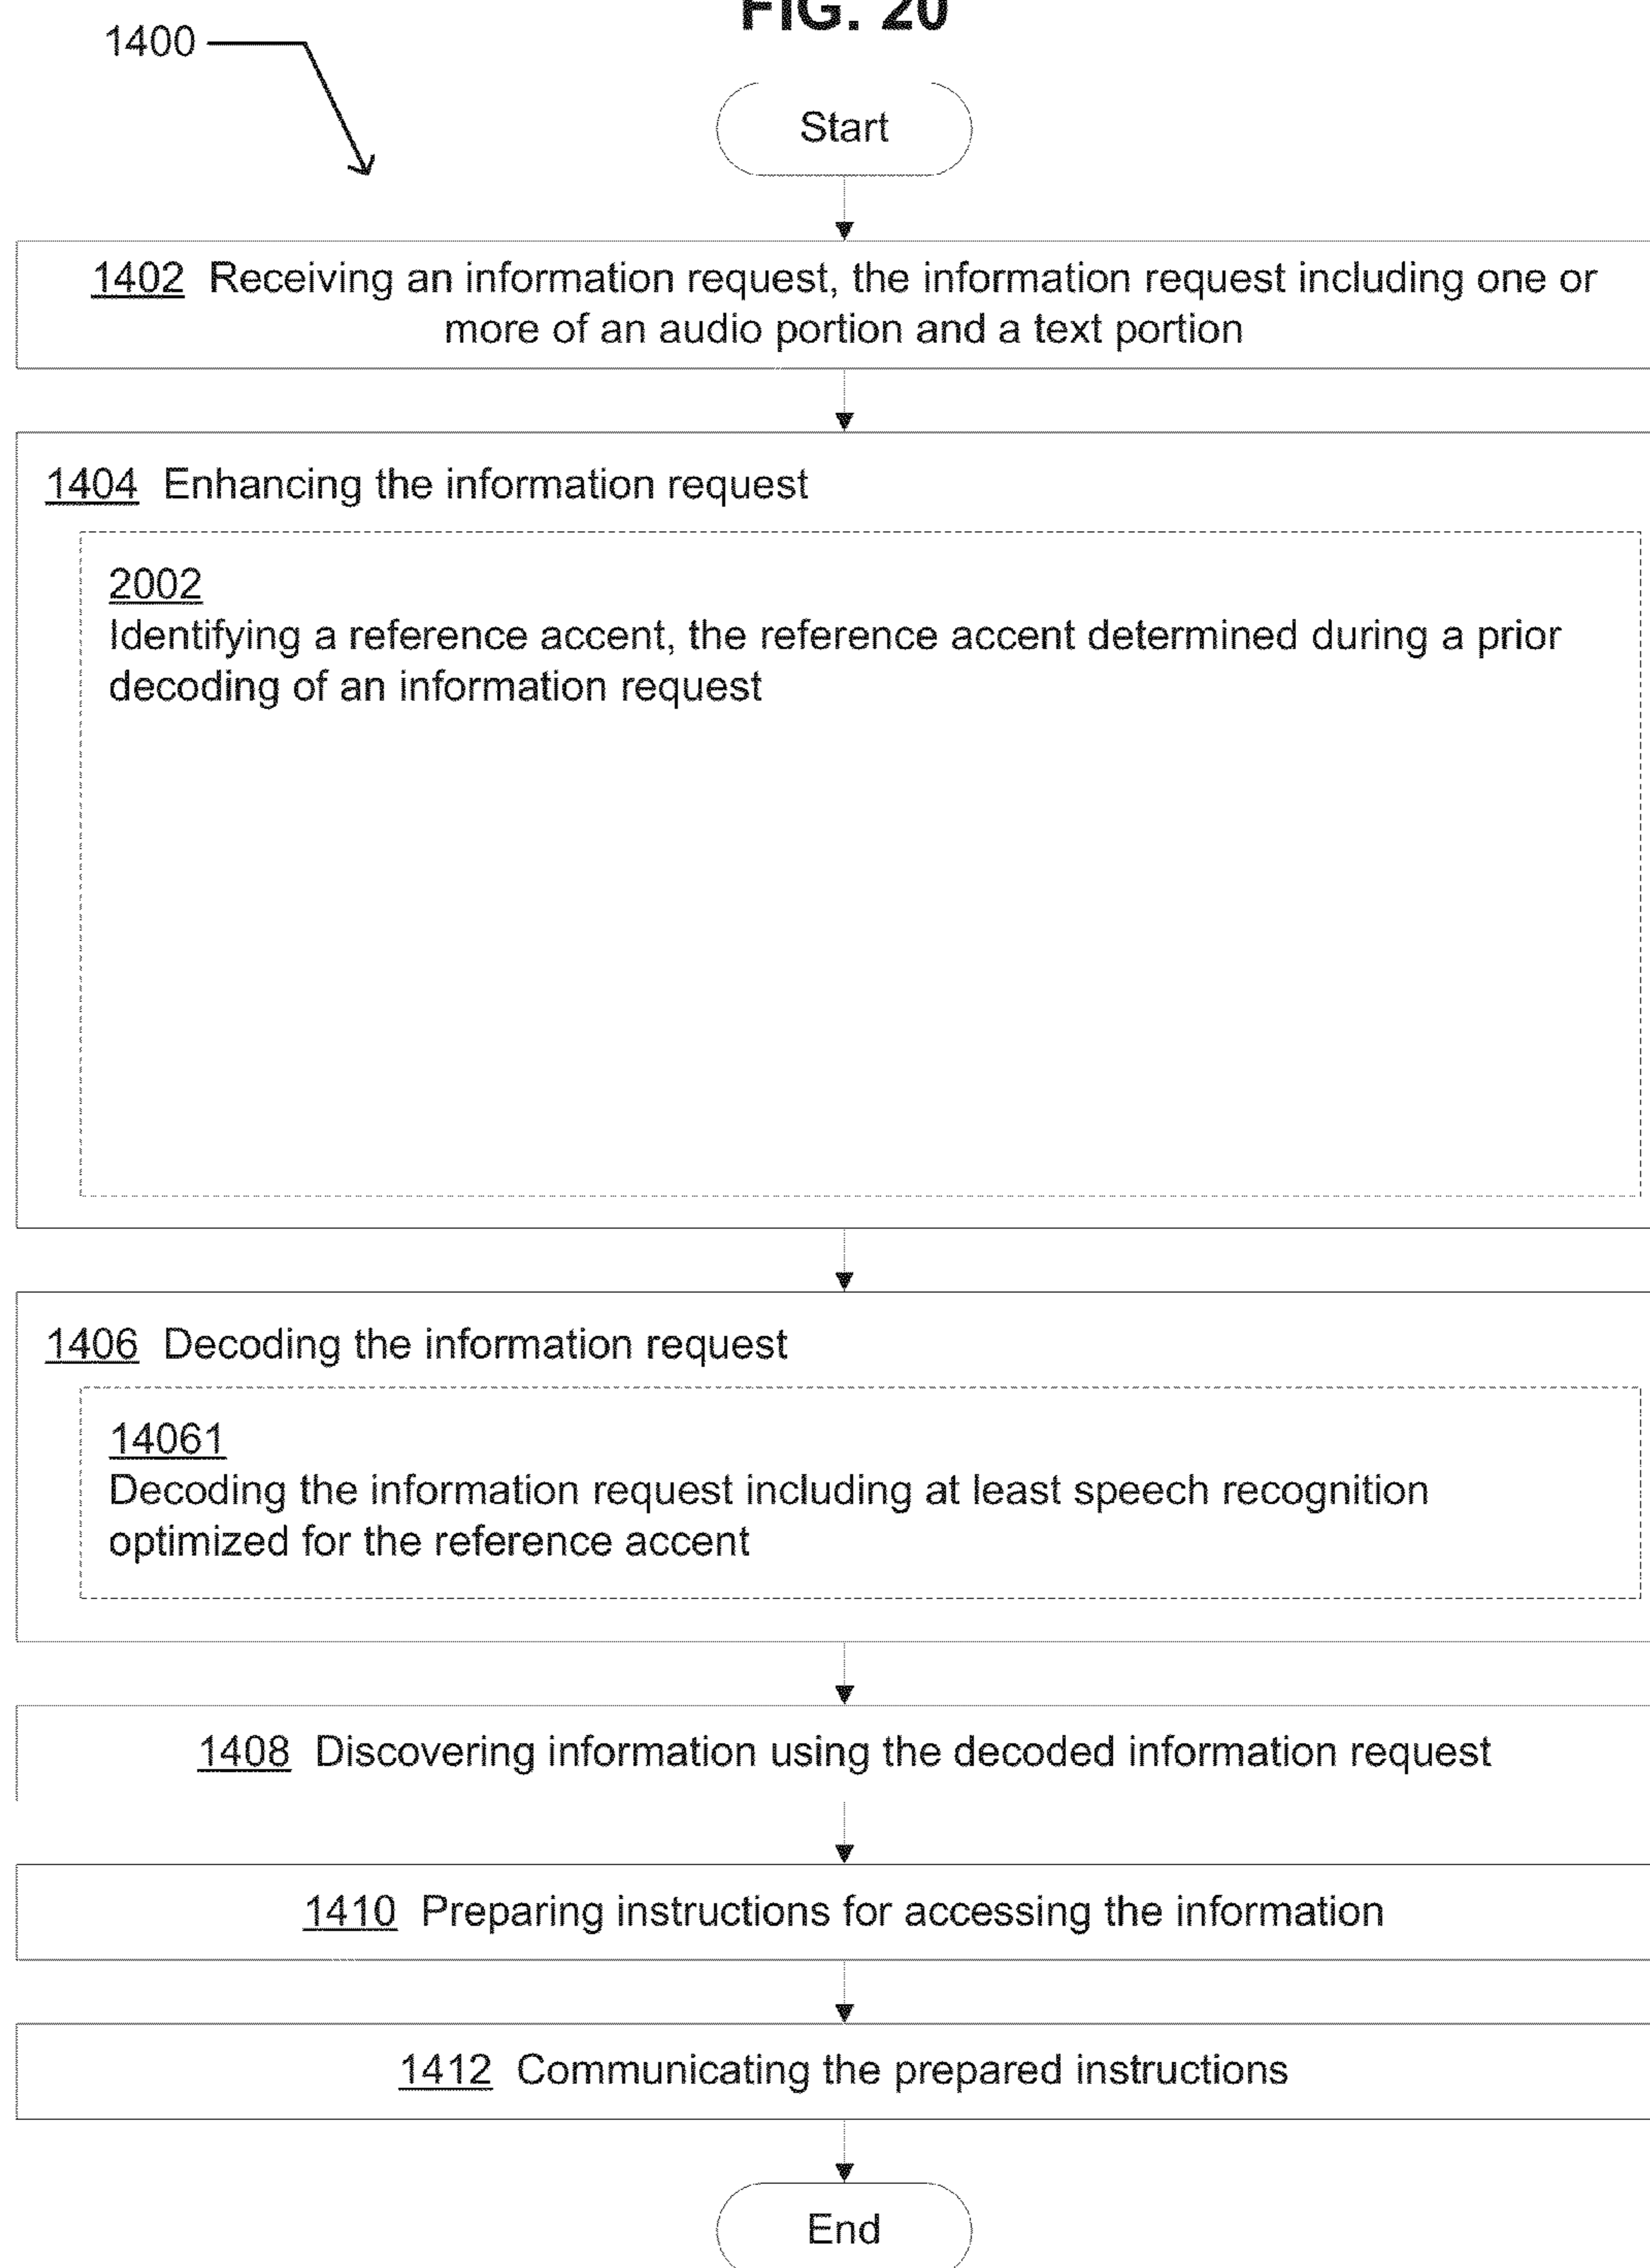 FIG. 20
1400
Start
1402 Receiving an information request, the information request including one or
more of an audio portion and a text portion
1404 Enhancing the information request
2002
Identifying a reference accent, the reference accent determined during a prior
decoding of an information request
1406 Decoding the information request
14061
Decoding the information request including at least speech recognition
optimized for the reference accent
1408 Discovering information using the decoded information request
1410 Preparing instructions for accessing the information
1412 Communicating the prepared instructions
End